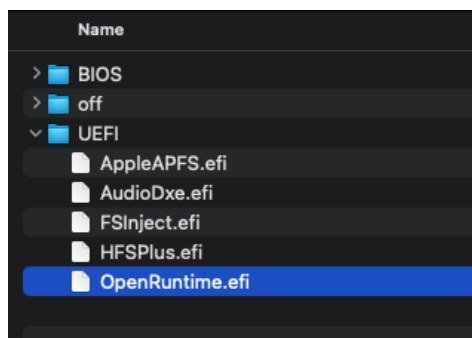 Name
BIOS
off
UEFI
AppleAPFS.efi
AudioDxe.efi
FSInject.efi
HFSPlus.efi
OpenRuntime.efi